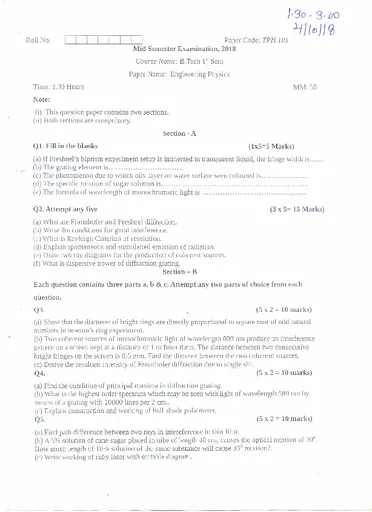 1.30 - 3.00
4/10/18
Roll No.
Paper Code: TPH 101
Mid Semester Examination, 2018
Course Name: B.Tech Iˢᵗ Sem
Paper Name: Engineering Physics
Time: 1.30 Hours MM: 50
Note:
(i) This question paper contains two sections.
(ii) Both sections are compulsory.
Section - A
Q1. Fill in the blanks (1x5=5 Marks)
(a) If Freshnel's biprism experiment setup is immersed in transparent liquid, the fringe width is.......
(b) The grating element is..............................
(c) The phenomenon due to which oily layer on water surface seen coloured is...................
(d) The specific rotation of sugar solution is............................................................
(e) The formula of wavelength of monochromatic light is ..........................................
Q2. Attempt any five (3 x 5= 15 Marks)
(a) What are Fraunhofer and Freshnel diffraction.
(b) Write the conditions for good interference.
(c) What is Rayleigh Criterian of resolution.
(d) Explain spontaneous and stimulated emission of radiation.
(e) Draw two ray diagrams for the production of coherent sources.
(f) What is dispersive power of diffraction grating.
Section – B
Each question contains three parts a, b & c. Attempt any two parts of choice from each
question.
Q3. (5 x 2 = 10 marks)
(a) Show that the diameter of bright rings are directly proportional to square root of odd natural
numbers in newton's ring experiment.
(b) Two coherent sources of monochromatic light of wavelength 600 nm produce an interference
pattern on a screen kept at a distance of 1 m from them. The distance between two consecutive
bright fringes on the screen is 0.5 mm. Find the distance between the two coherent sources.
(c) Derive the resultant intensity of Fraunhofer diffraction due to single slit.
Q4. (5 x 2 = 10 marks)
(a) Find the condition of principal maxima in diffraction grating.
(b) What is the highest order spectrum which may be seen with light of wavelength 589 nm by
means of a grating with 10000 lines per 2 cm..
(c) Explain construction and working of half shade polarimeter.
Q5. (5 x 2 = 10 marks)
(a) Find path difference between two rays in interference in thin film.
(b) A 5% solution of cane sugar placed in tube of length 40 cm, causes the optical rotation of 20⁰.
How much length of 10% solution of the same substance will cause 35⁰ rotation?.
(c) Write working of ruby laser with suitable diagram.